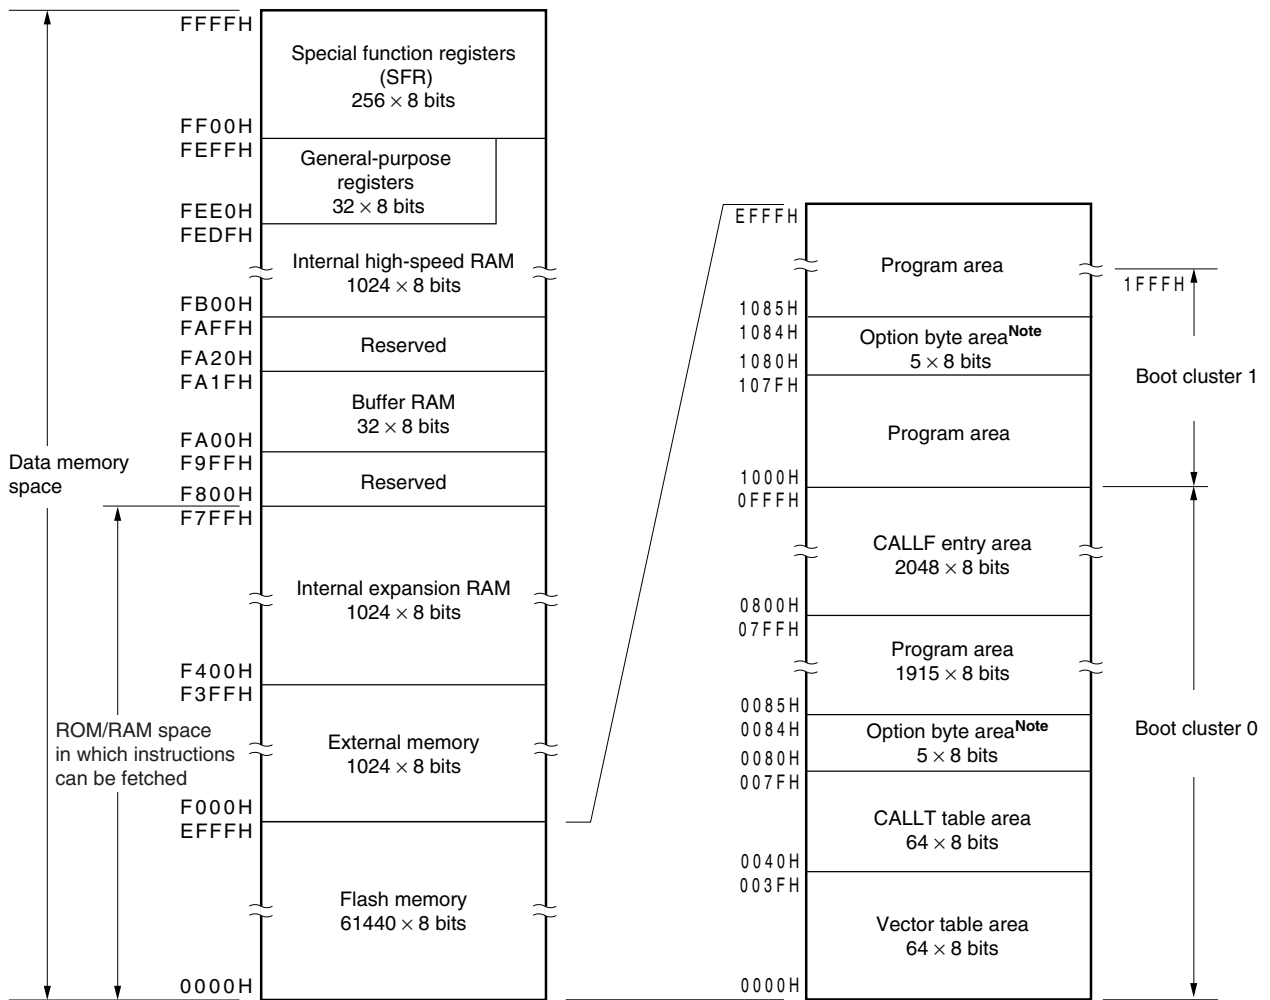 FFFFH
Special function registers
(SFR)
256 × 8 bits
FF00H
FEFFH
General-purpose
registers
32 × 8 bits
FEE0H
FEDFH
Internal high-speed RAM
1024 × 8 bits
FB00H
FAFFH
Reserved
FA20H
FA1FH
Buffer RAM
32 × 8 bits
FA00H
F9FFH
Reserved
F800H
F7FFH
Data memory
space
Internal expansion RAM
1024 × 8 bits
F400H
F3FFH
ROM/RAM space
in which instructions
can be fetched
External memory
1024 × 8 bits
F000H
EFFFH
Flash memory
61440 × 8 bits
0000H
EFFFH
Program area
1FFFH
1085H
1084H
Option byte areaNote
5 × 8 bits
1080H
107FH
Boot cluster 1
Program area
1000H
0FFFH
CALLF entry area
2048 × 8 bits
0800H
07FFH
Program area
1915 × 8 bits
0085H
0084H
Option byte areaNote
5 × 8 bits
Boot cluster 0
0080H
007FH
CALLT table area
64 × 8 bits
0040H
003FH
Vector table area
64 × 8 bits
0000H